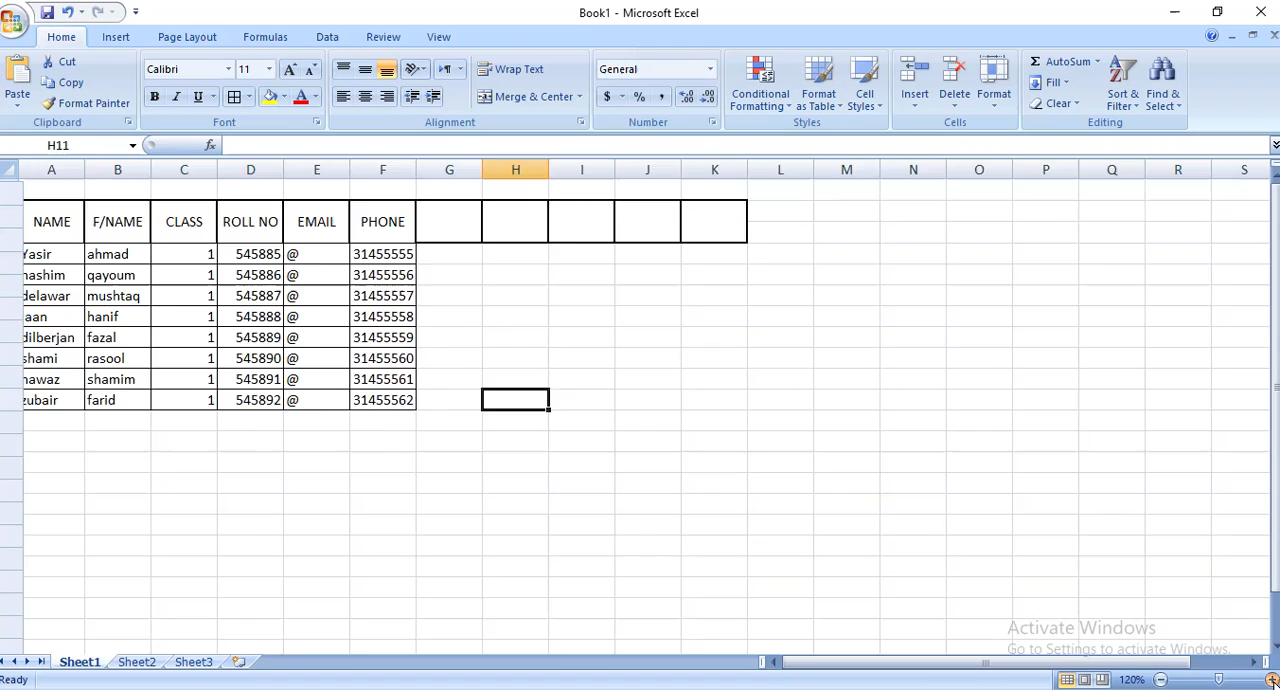 Book1 - Microsoft Excel
Home Insert Page Layout Formulas Data Review View
Paste Cut Copy Format Painter Clipboard
Calibri 11 B I U A A A Font
Wrap Text Merge & Center Alignment
General $ % , Number
Conditional Formatting Format as Table Cell Styles Styles
Insert Delete Format Cells
Σ AutoSum Fill Clear Sort & Filter Find & Select Editing
H11 fx
A B C D E F G H I J K L M N O P Q R S
NAME F/NAME CLASS ROLL NO EMAIL PHONE
Yasir ahmad 1 545885 @ 31455555
hashim qayoum 1 545886 @ 31455556
delawar mushtaq 1 545887 @ 31455557
hanif 1 545888 @ 31455558
dilberjan fazal 1 545889 @ 31455559
shami rasool 1 545890 @ 31455560
nawaz shamim 1 545891 @ 31455561
zubair farid 1 545892 @ 31455562
Activate Windows
Go to Settings to activate Windows.
Sheet1 Sheet2 Sheet3
Ready 120%